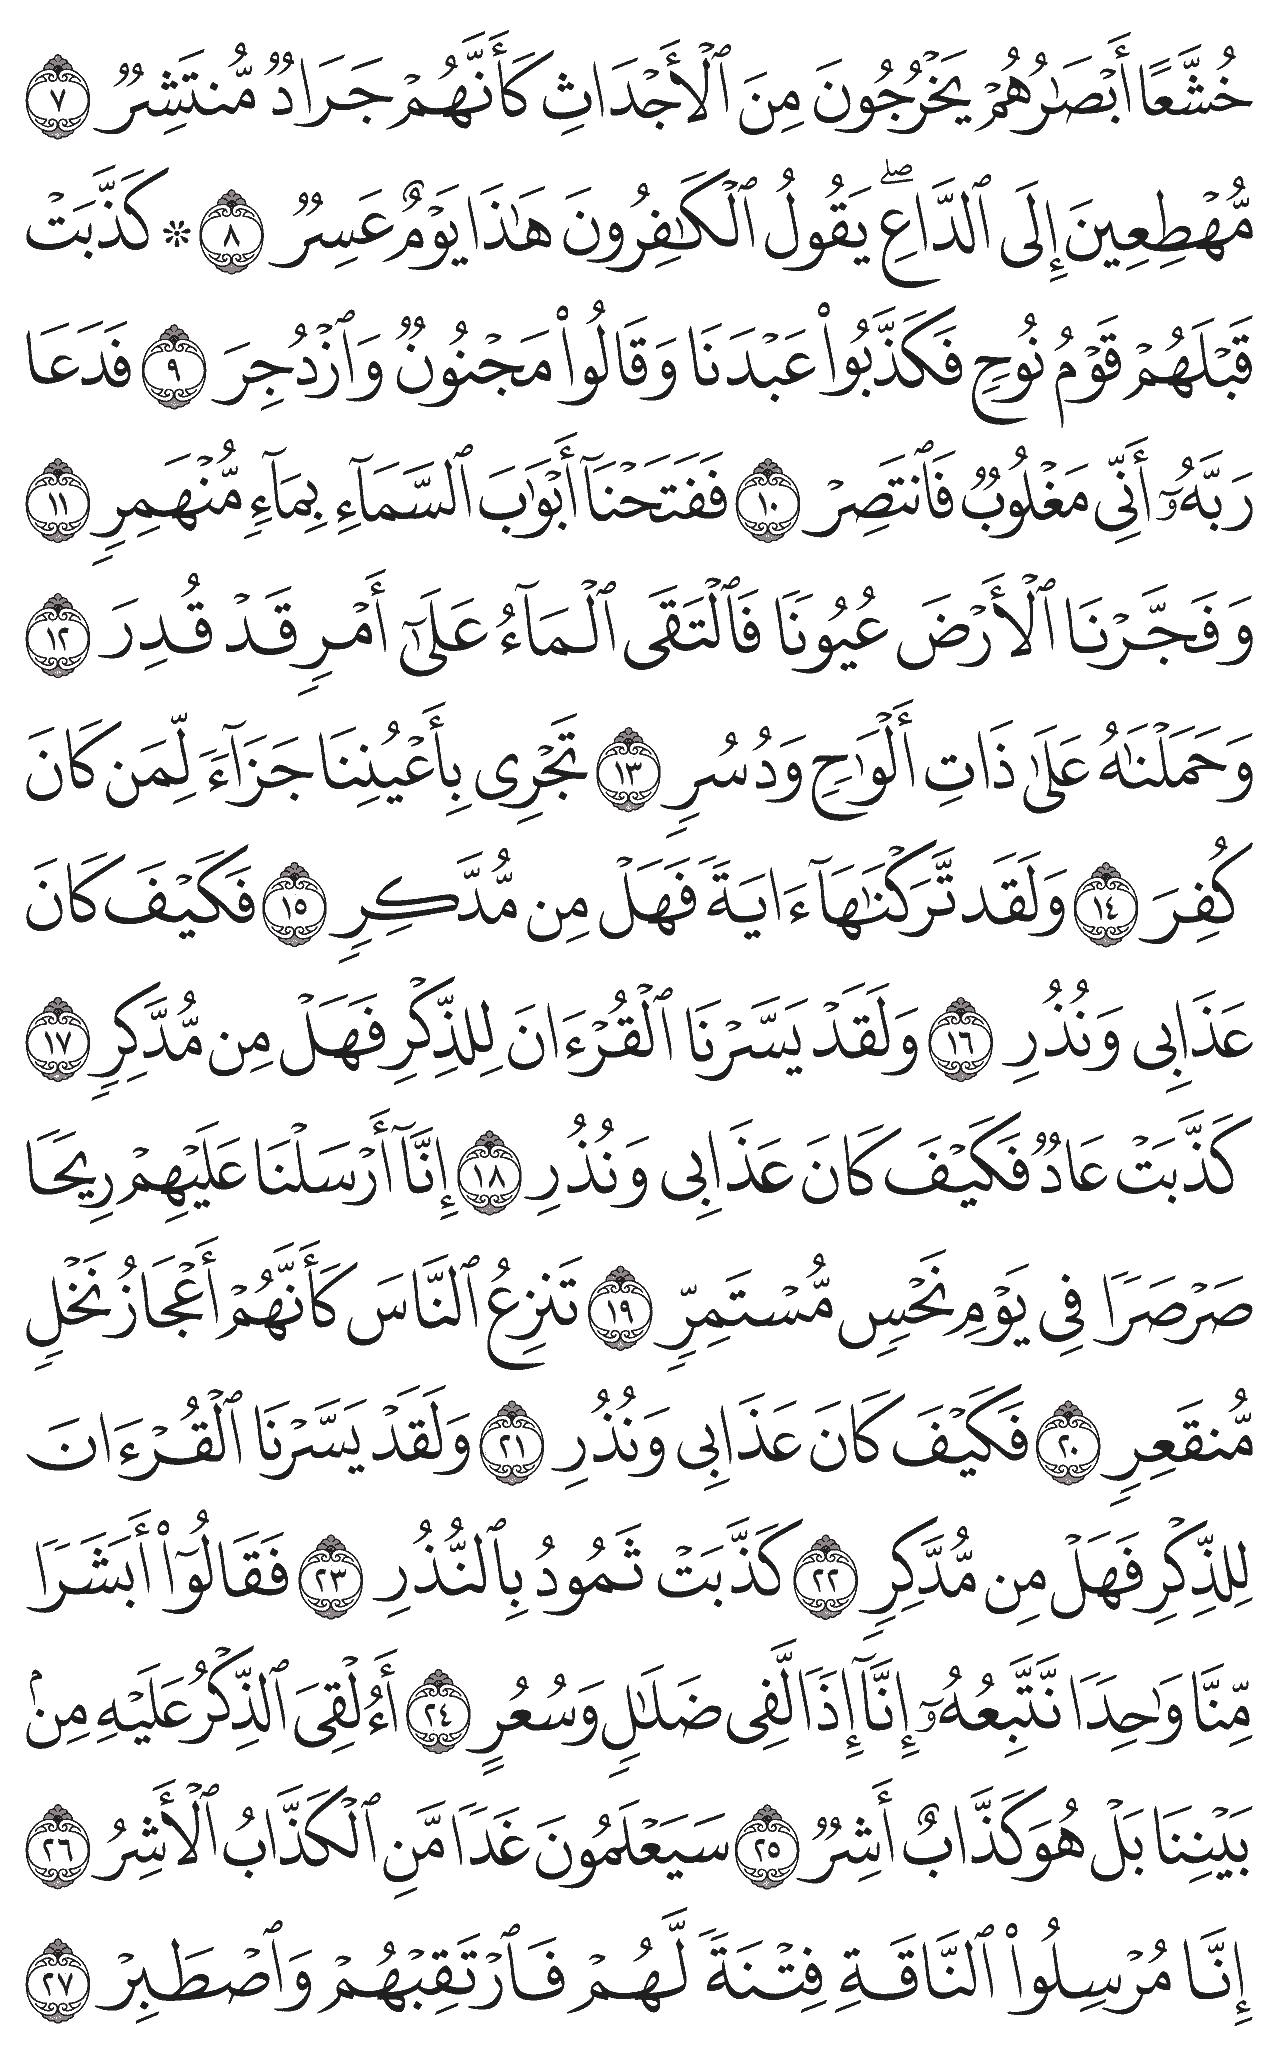 خُشَّعًا أَبۡصَٰرُهُمۡ يَخۡرُجُونَ مِنَ ٱلۡأَجۡدَاثِ كَأَنَّهُمۡ جَرَادٞ مُّنتَشِرٞ ٧
مُّهۡطِعِينَ إِلَى ٱلدَّاعِۖ يَقُولُ ٱلۡكَٰفِرُونَ هَٰذَا يَوۡمٌ عَسِرٞ ٨ ۞ كَذَّبَتۡ
قَبۡلَهُمۡ قَوۡمُ نُوحٖ فَكَذَّبُواْ عَبۡدَنَا وَقَالُواْ مَجۡنُونٞ وَٱزۡدُجِرَ ٩ فَدَعَا
رَبَّهُۥٓ أَنِّي مَغۡلُوبٞ فَٱنتَصِرۡ ١٠ فَفَتَحۡنَآ أَبۡوَٰبَ ٱلسَّمَآءِ بِمَآءٖ مُّنۡهَمِرٖ ١١
وَفَجَّرۡنَا ٱلۡأَرۡضَ عُيُونٗا فَٱلۡتَقَى ٱلۡمَآءُ عَلَىٰٓ أَمۡرٖ قَدۡ قُدِرَ ١٢
وَحَمَلۡنَٰهُ عَلَىٰ ذَاتِ أَلۡوَٰحٖ وَدُسُرٖ ١٣ تَجۡرِي بِأَعۡيُنِنَا جَزَآءٗ لِّمَن كَانَ
كُفِرَ ١٤ وَلَقَد تَّرَكۡنَٰهَآ ءَايَةٗ فَهَلۡ مِن مُّدَّكِرٖ ١٥ فَكَيۡفَ كَانَ
عَذَابِي وَنُذُرِ ١٦ وَلَقَدۡ يَسَّرۡنَا ٱلۡقُرۡءَانَ لِلذِّكۡرِ فَهَلۡ مِن مُّدَّكِرٖ ١٧
كَذَّبَتۡ عَادٞ فَكَيۡفَ كَانَ عَذَابِي وَنُذُرِ ١٨ إِنَّآ أَرۡسَلۡنَا عَلَيۡهِمۡ رِيحٗا
صَرۡصَرٗا فِي يَوۡمِ نَحۡسٖ مُّسۡتَمِرّٖ ١٩ تَنزِعُ ٱلنَّاسَ كَأَنَّهُمۡ أَعۡجَازُ نَخۡلٖ
مُّنقَعِرٖ ٢٠ فَكَيۡفَ كَانَ عَذَابِي وَنُذُرِ ٢١ وَلَقَدۡ يَسَّرۡنَا ٱلۡقُرۡءَانَ
لِلذِّكۡرِ فَهَلۡ مِن مُّدَّكِرٖ ٢٢ كَذَّبَتۡ ثَمُودُ بِٱلنُّذُرِ ٢٣ فَقَالُوٓاْ أَبَشَرٗا
مِّنَّا وَٰحِدٗا نَّتَّبِعُهُۥٓ إِنَّآ إِذٗا لَّفِي ضَلَٰلٖ وَسُعُرٍ ٢٤ أَءُلۡقِيَ ٱلذِّكۡرُ عَلَيۡهِ مِنۢ
بَيۡنِنَا بَلۡ هُوَ كَذَّابٌ أَشِرٞ ٢٥ سَيَعۡلَمُونَ غَدٗا مَّنِ ٱلۡكَذَّابُ ٱلۡأَشِرُ ٢٦
إِنَّا مُرۡسِلُواْ ٱلنَّاقَةِ فِتۡنَةٗ لَّهُمۡ فَٱرۡتَقِبۡهُمۡ وَٱصۡطَبِرۡ ٢٧